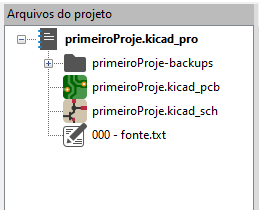 Arquivos do projeto
primeiroProje.kicad_pro
primeiroProje-backups
primeiroProje.kicad_pcb
primeiroProje.kicad_sch
000 - fonte.txt